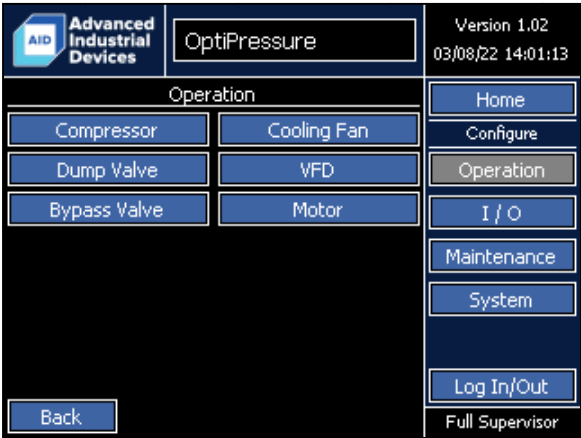 AID
Advanced
Industrial
Devices
OptiPressure
Version 1.02
03/08/22 14:01:13
Operation
Compressor
Cooling Fan
Dump Valve
VFD
Bypass Valve
Motor
Back
Home
Configure
Operation
I / O
Maintenance
System
Log In/Out
Full Supervisor